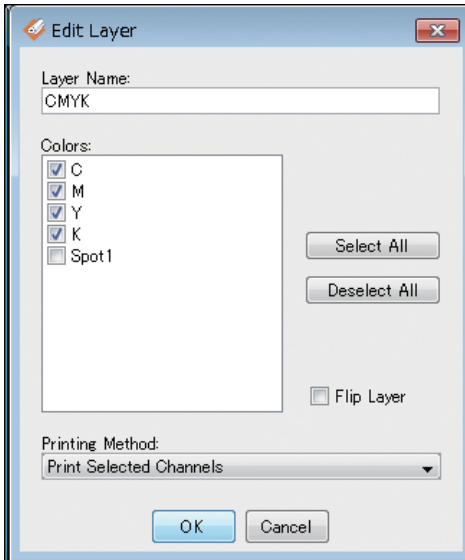 Edit Layer
Layer Name:
CMYK
Colors:
C
M
Y
K
Spot1
Select All
Deselect All
Flip Layer
Printing Method:
Print Selected Channels
OK
Cancel